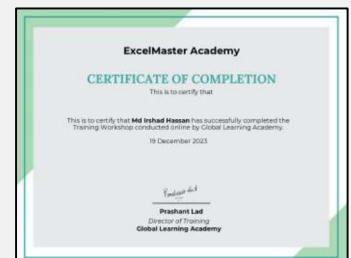 ExcelMaster Academy
CERTIFICATE OF COMPLETION
This is to certify that
This is to certify that Md Irshad Hassan has successfully completed the
Training Workshop conducted online by Global Learning Academy.
19 December 2023
Prashant Lad
Director of Training
Global Learning Academy